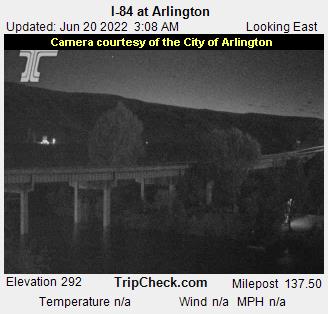 I-84 at Arlington
Updated: Jun 20 2022 3:08 AM Looking East
Camera courtesy of the City of Arlington
Elevation 292 TripCheck.com Milepost 137.50
Temperature n/a Wind n/a MPH n/a